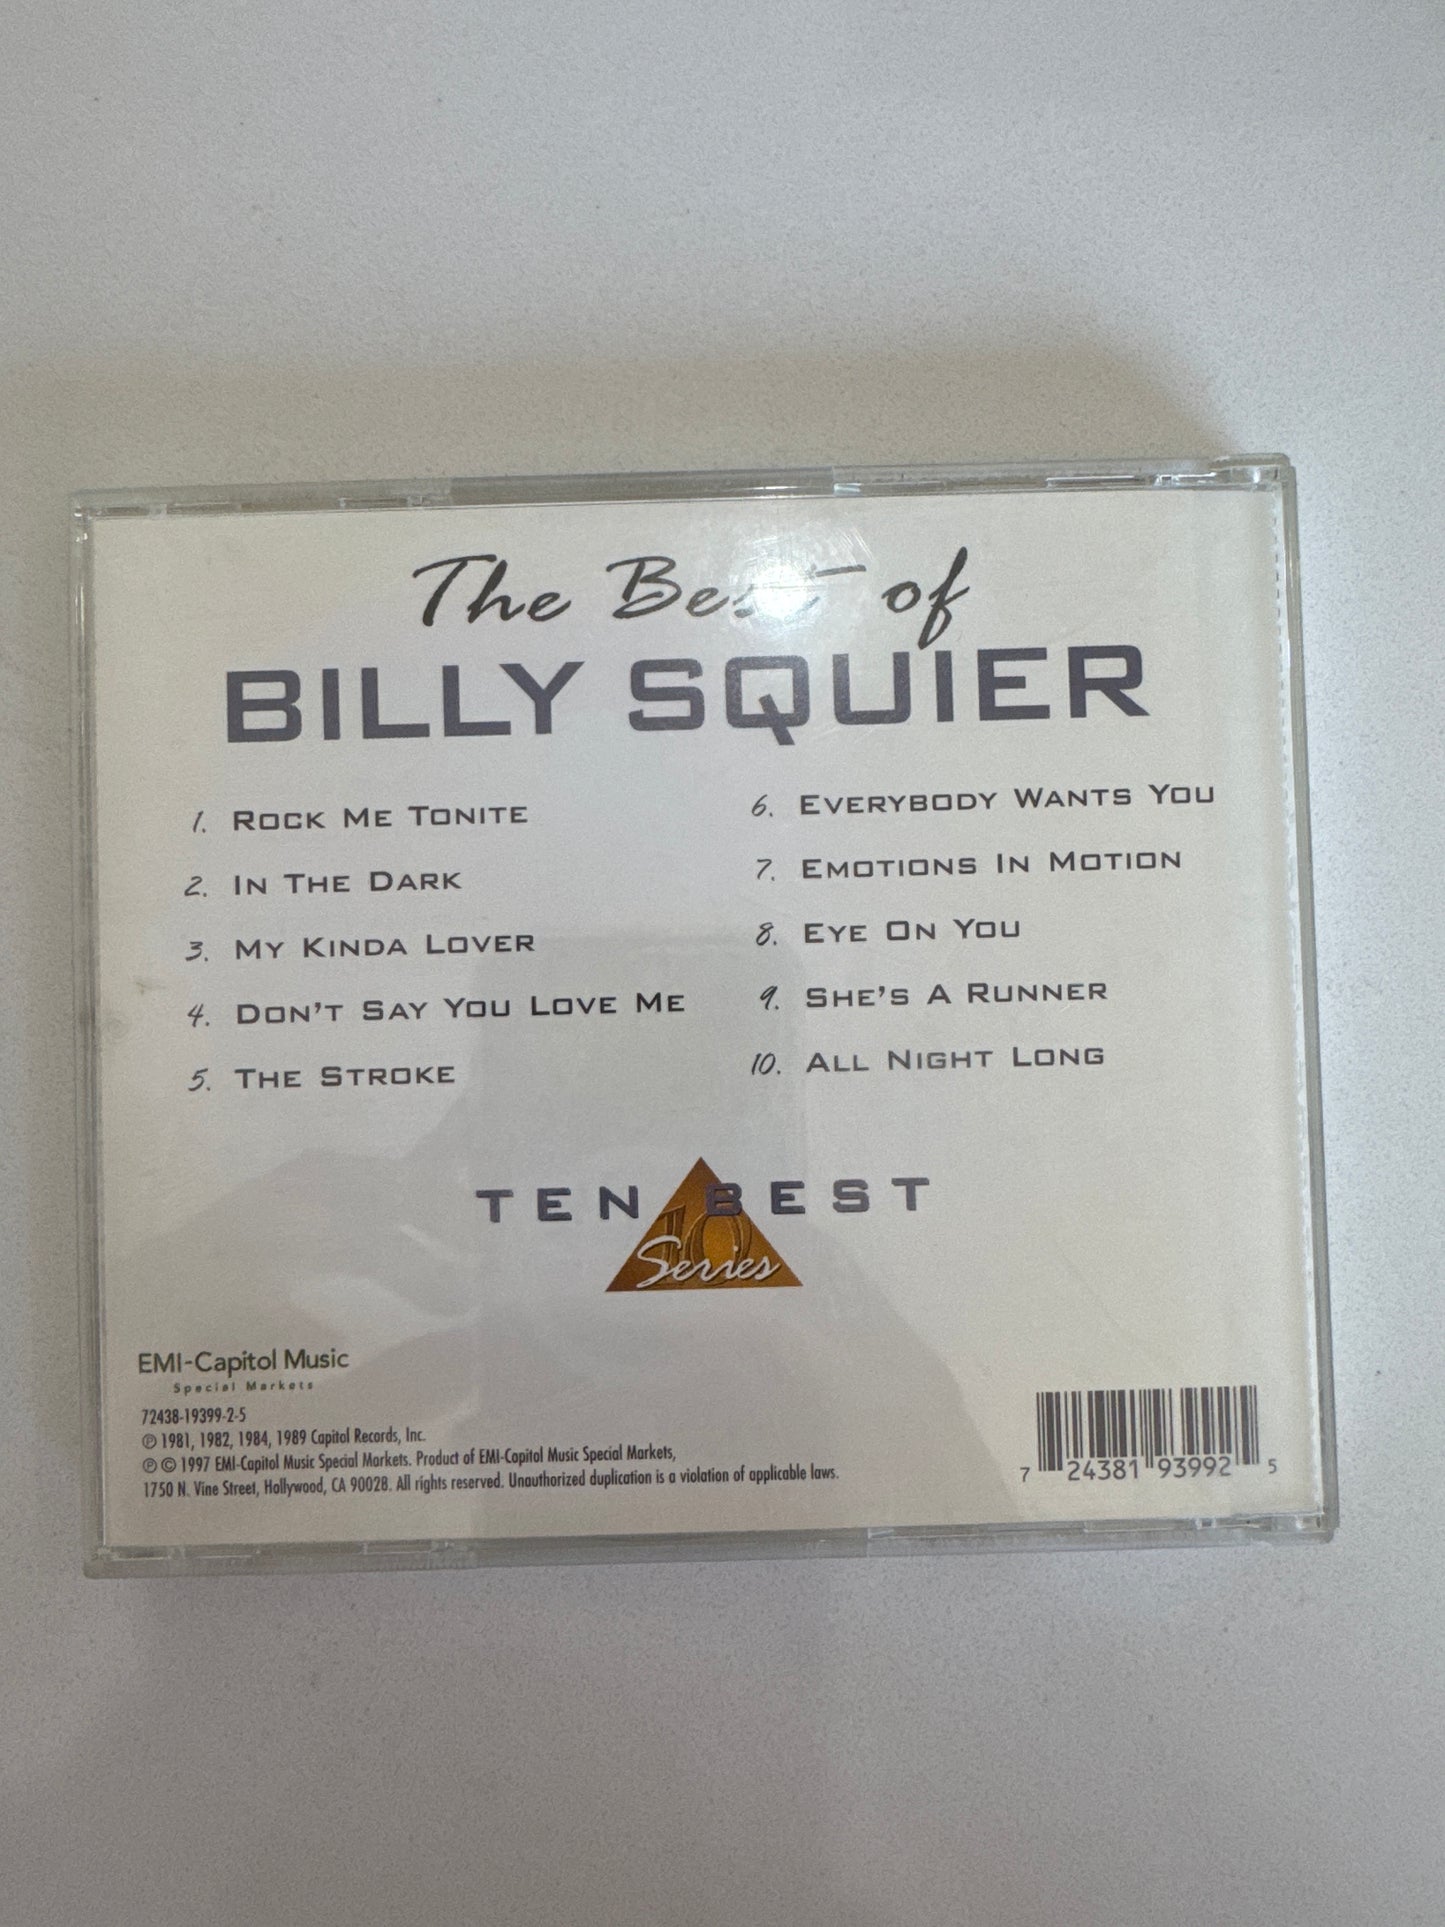 The Best of
BILLY SQUIER
1. ROCK ME TONITE
2. IN THE DARK
3. MY KINDA LOVER
4. DON'T SAY YOU LOVE ME
5. THE STROKE
6. EVERYBODY WANTS YOU
7. EMOTIONS IN MOTION
8. EYE ON YOU
9. SHE'S A RUNNER
10. ALL NIGHT LONG
TEN BEST
10
Series
EMI-Capitol Music
Special Markets
72438-19399-2-5
℗ 1981, 1982, 1984, 1989 Capitol Records, Inc.
℗ © 1997 EMI-Capitol Music Special Markets. Product of EMI-Capitol Music Special Markets,
1750 N. Vine Street, Hollywood, CA 90028. All rights reserved. Unauthorized duplication is a violation of applicable laws.
7 24381 93992 5